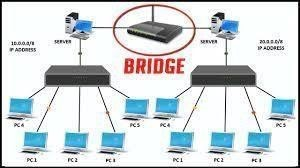 10.0.0.0/8
IP ADDRESS
SERVER
SERVER
20.0.0.0/8
IP ADDRESS
BRIDGE
PC 4
PC 1
PC 2
PC 3
PC 5
PC 4
PC 1
PC 2
PC 3
PC 5